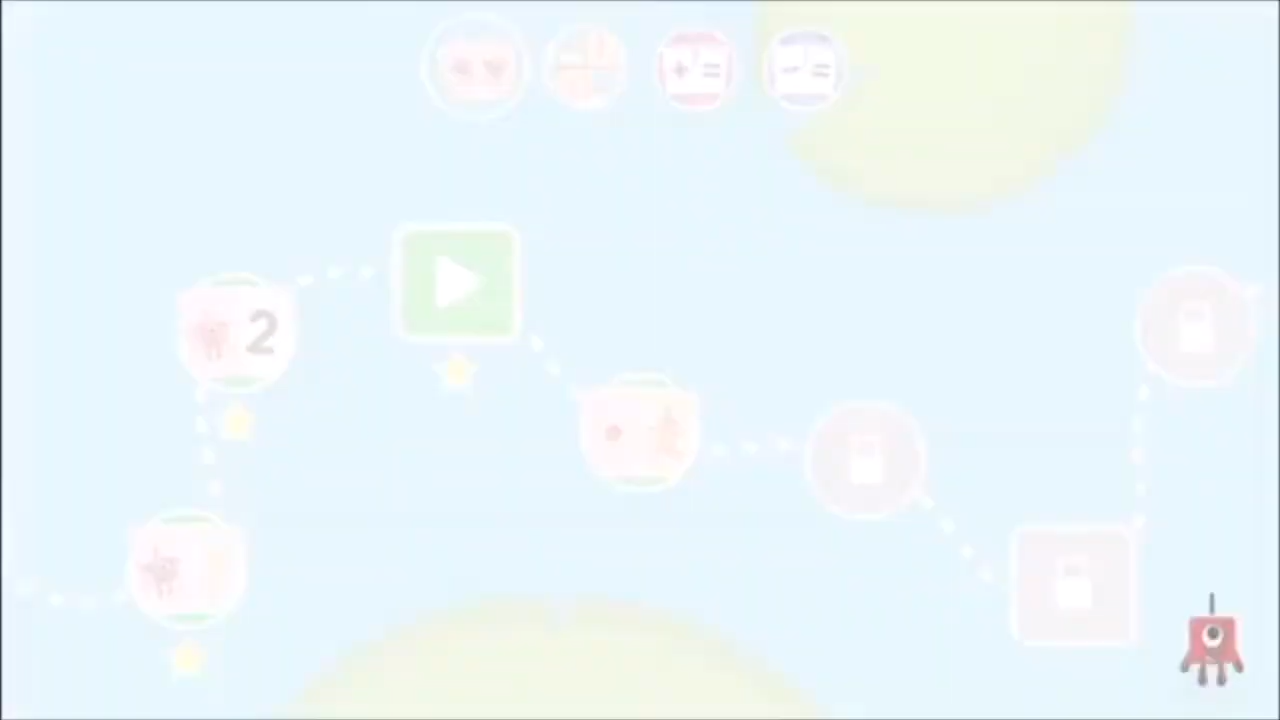 + =
- =
2